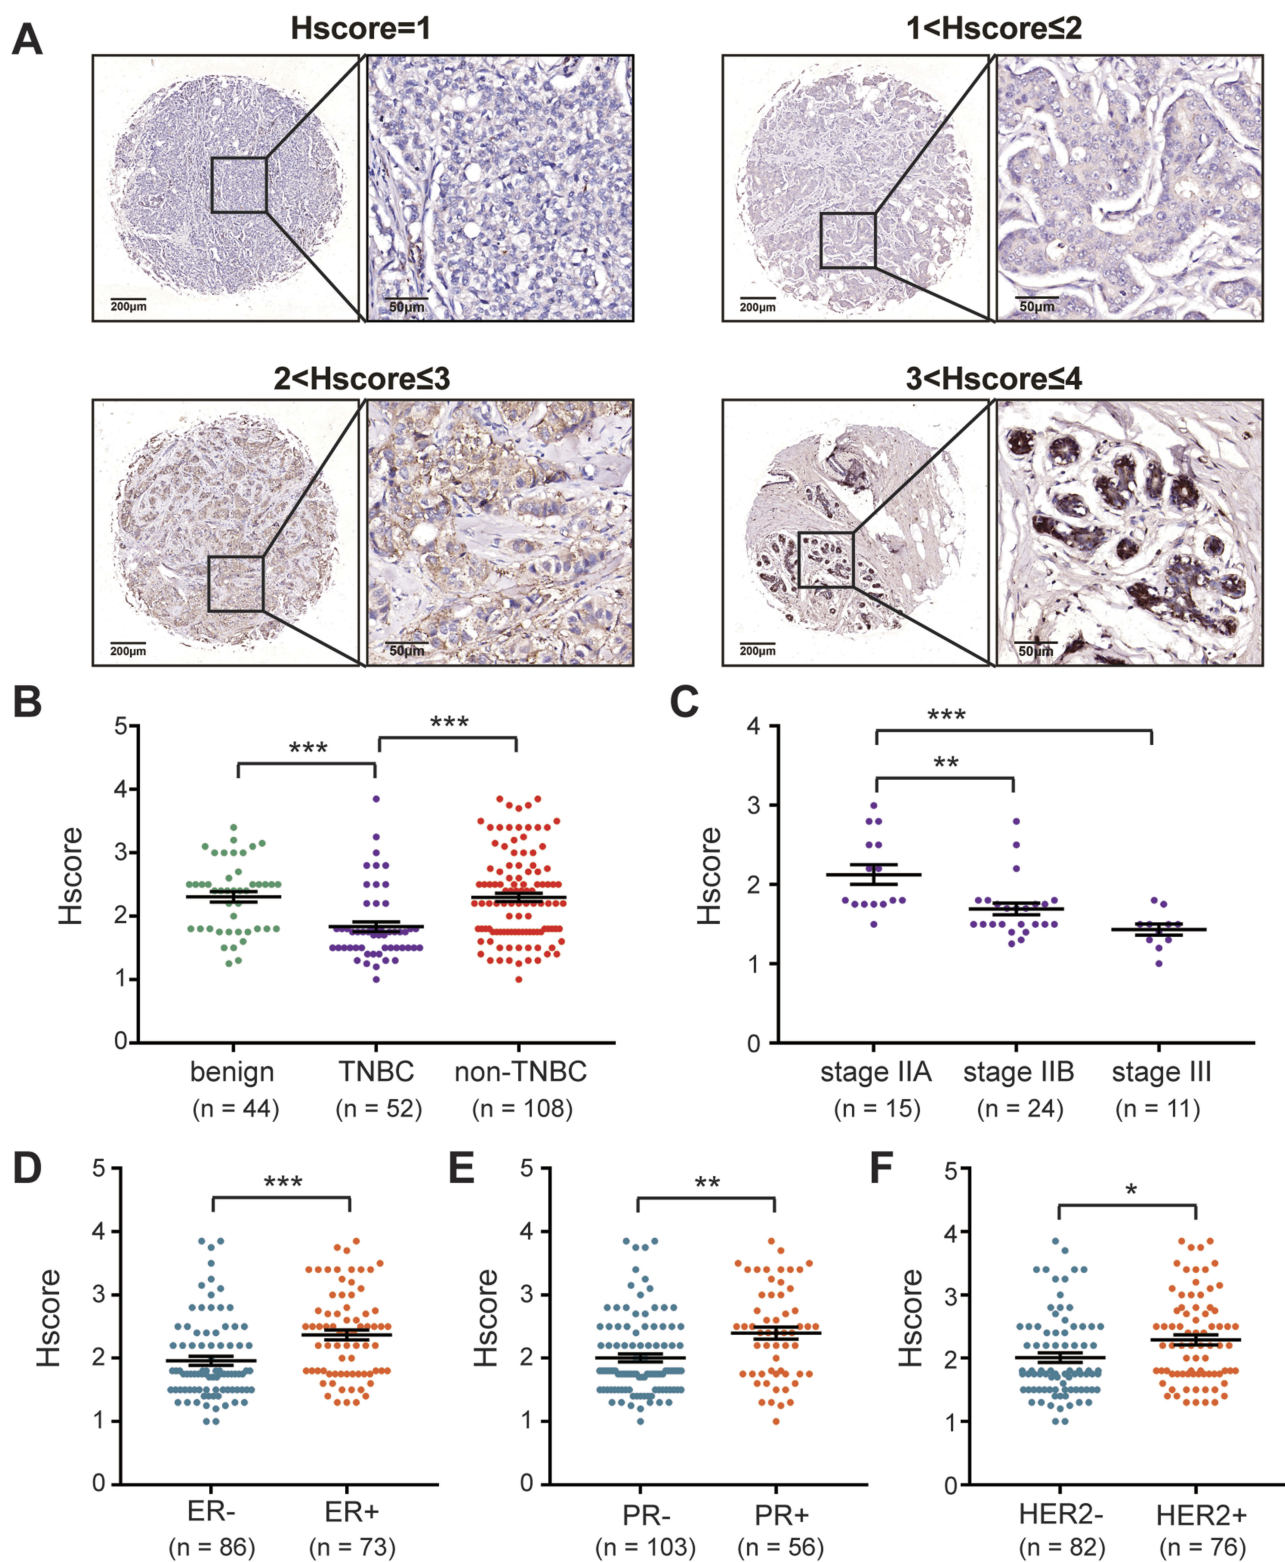 A
Hscore=1
1<Hscore≤2
200µm
50µm
200µm
50µm
2<Hscore≤3
3<Hscore≤4
200µm
50µm
200µm
50µm
B
Hscore
5
4
3
2
1
0
***
***
benign
TNBC
non-TNBC
(n = 44)
(n = 52)
(n = 108)
C
Hscore
4
3
2
1
0
***
**
stage IIA
stage IIB
stage III
(n = 15)
(n = 24)
(n = 11)
D
Hscore
5
4
3
2
1
0
***
ER-
ER+
(n = 86)
(n = 73)
E
Hscore
5
4
3
2
1
0
**
PR-
PR+
(n = 103)
(n = 56)
F
Hscore
5
4
3
2
1
0
*
HER2-
HER2+
(n = 82)
(n = 76)